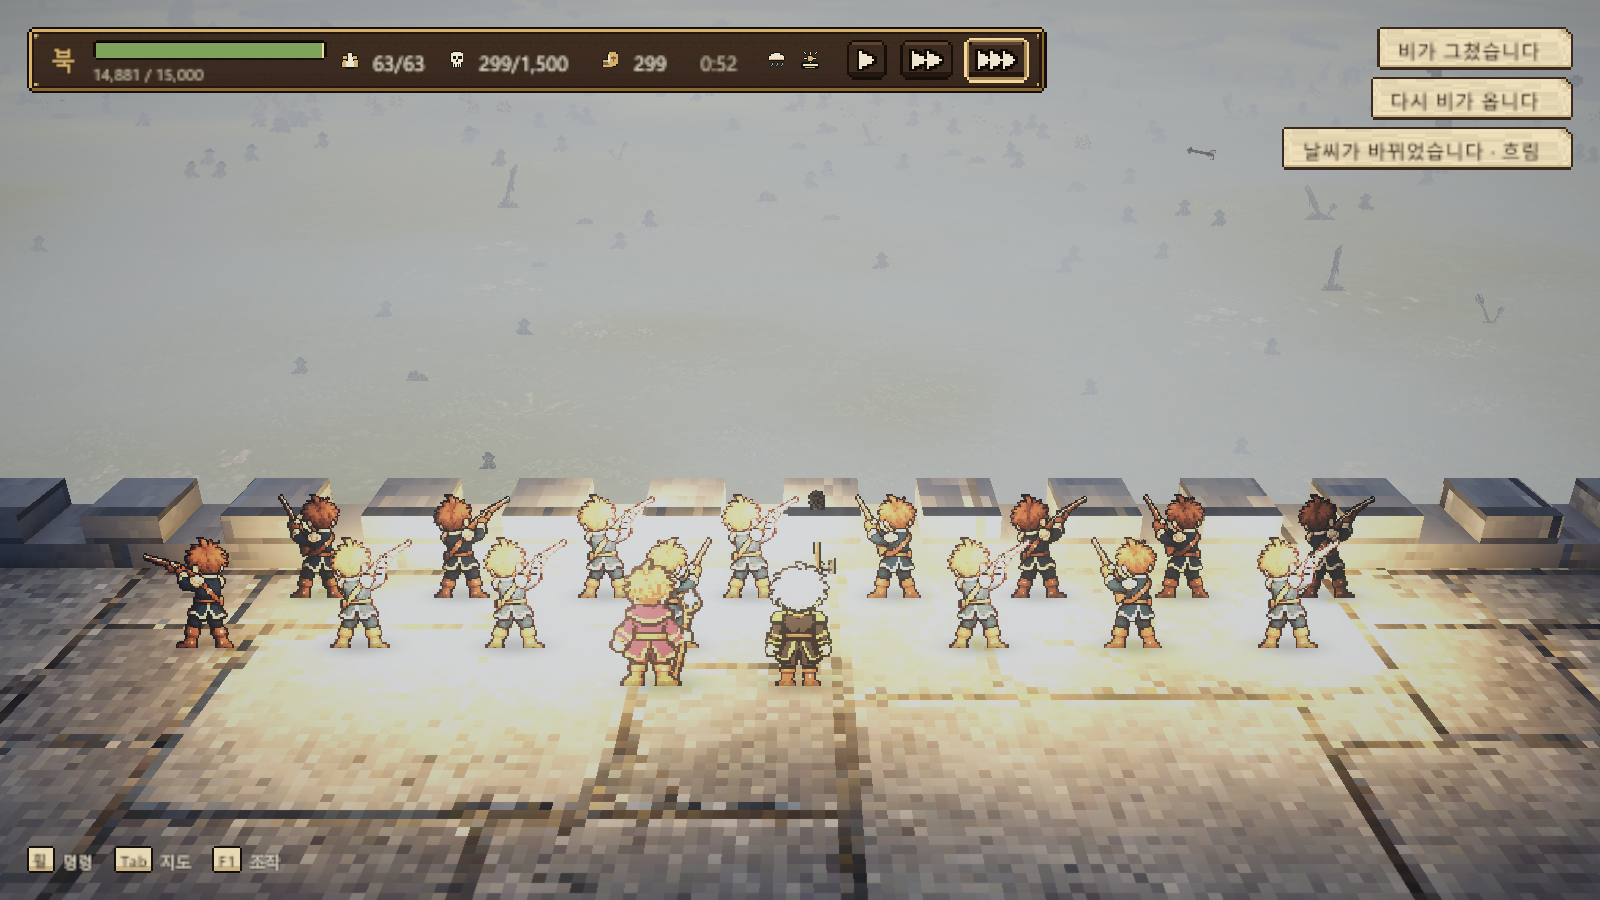 북
14,881 / 15,000
63/63
299/1,500
299
0:52
비가 그쳤습니다
다시 비가 옵니다
날씨가 바뀌었습니다 · 흐림
휠 명령
Tab 지도
F1 조작